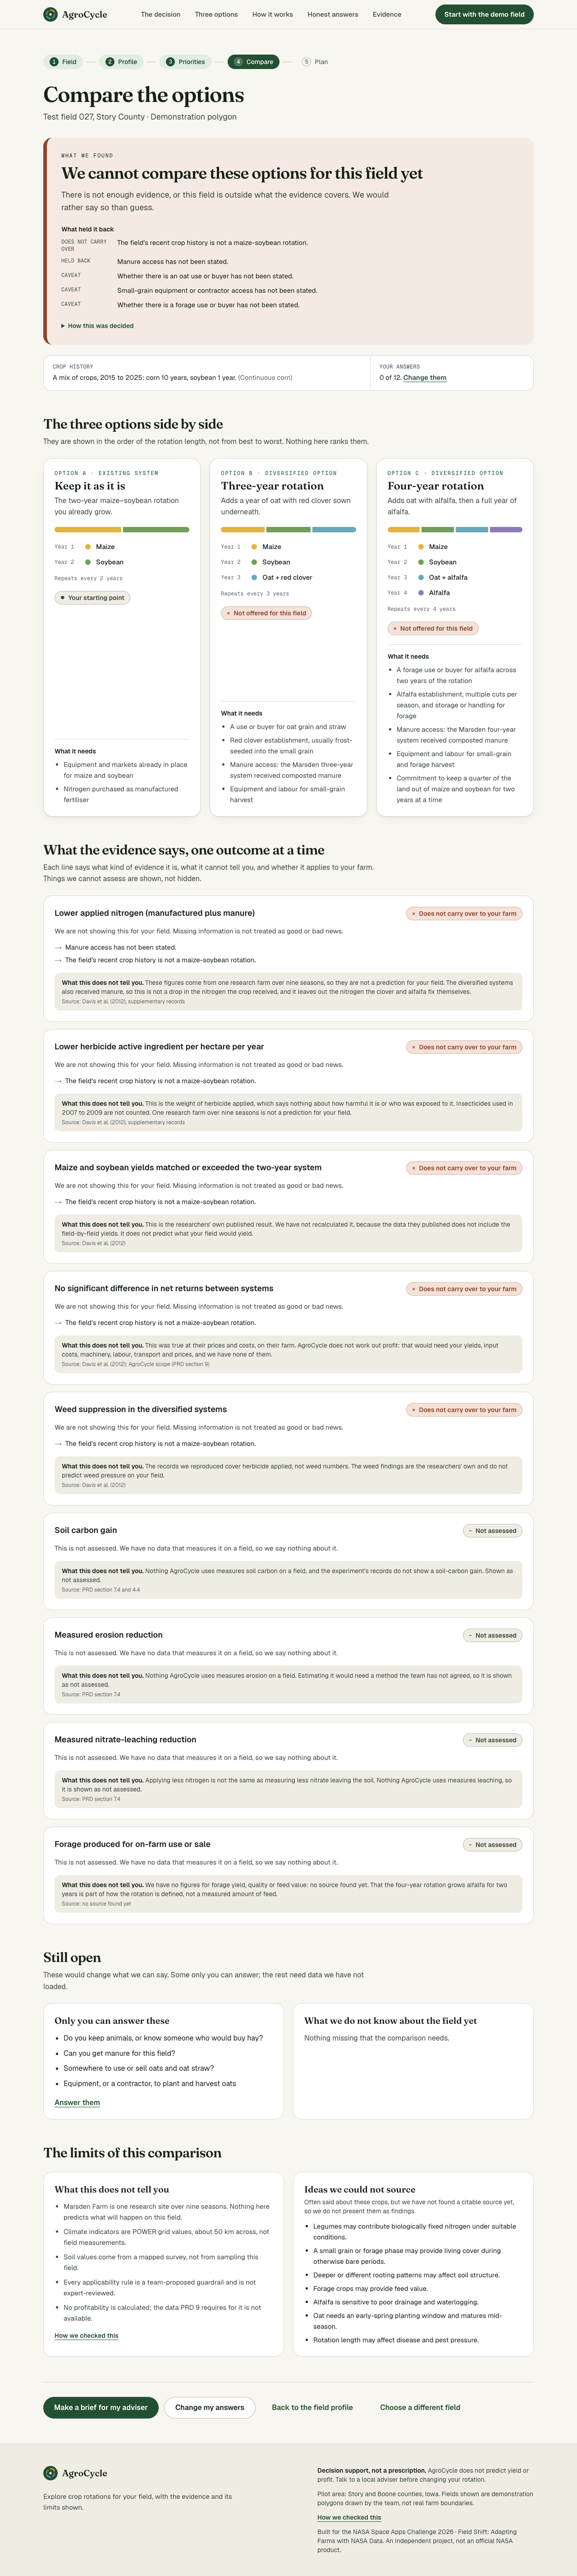 AgroCycle
The decision
Three options
How it works
Honest answers
Evidence
Start with the demo field
1 Field
2 Profile
3 Priorities
4 Compare
5 Plan
Compare the options
Test field 027, Story County · Demonstration polygon
WHAT WE FOUND
We cannot compare these options for this field yet
There is not enough evidence, or this field is outside what the evidence covers. We would
rather say so than guess.
What held it back
DOES NOT CARRY
OVER
The field's recent crop history is not a maize-soybean rotation.
HELD BACK
Manure access has not been stated.
CAVEAT
Whether there is an oat use or buyer has not been stated.
CAVEAT
Small-grain equipment or contractor access has not been stated.
CAVEAT
Whether there is a forage use or buyer has not been stated.
▶ How this was decided
CROP HISTORY
A mix of crops, 2015 to 2025: corn 10 years, soybean 1 year. (Continuous corn)
YOUR ANSWERS
0 of 12. Change them
The three options side by side
They are shown in the order of the rotation length, not from best to worst. Nothing here ranks them.
OPTION A · EXISTING SYSTEM
Keep it as it is
The two-year maize–soybean rotation
you already grow.
Year 1 Maize
Year 2 Soybean
Repeats every 2 years
Your starting point
What it needs
• Equipment and markets already in place
for maize and soybean
• Nitrogen purchased as manufactured
fertiliser
OPTION B · DIVERSIFIED OPTION
Three-year rotation
Adds a year of oat with red clover sown
underneath.
Year 1 Maize
Year 2 Soybean
Year 3 Oat + red clover
Repeats every 3 years
× Not offered for this field
What it needs
• A use or buyer for oat grain and straw
• Red clover establishment, usually frost-
seeded into the small grain
• Manure access: the Marsden three-year
system received composted manure
• Equipment and labour for small-grain
harvest
OPTION C · DIVERSIFIED OPTION
Four-year rotation
Adds oat with alfalfa, then a full year of
alfalfa.
Year 1 Maize
Year 2 Soybean
Year 3 Oat + alfalfa
Year 4 Alfalfa
Repeats every 4 years
× Not offered for this field
What it needs
• A forage use or buyer for alfalfa across
two years of the rotation
• Alfalfa establishment, multiple cuts per
season, and storage or handling for
forage
• Manure access: the Marsden four-year
system received composted manure
• Equipment and labour for small-grain
and forage harvest
• Commitment to keep a quarter of the
land out of maize and soybean for two
years at a time
What the evidence says, one outcome at a time
Each line says what kind of evidence it is, what it cannot tell you, and whether it applies to your farm.
Things we cannot assess are shown, not hidden.
Lower applied nitrogen (manufactured plus manure)
× Does not carry over to your farm
We are not showing this for your field. Missing information is not treated as good or bad news.
→ Manure access has not been stated.
→ The field's recent crop history is not a maize-soybean rotation.
What this does not tell you. These figures come from one research farm over nine seasons, so they are not a prediction for your field. The diversified systems
also received manure, so this is not a drop in the nitrogen the crop received, and it leaves out the nitrogen the clover and alfalfa fix themselves.
Source: Davis et al. (2012), supplementary records
Lower herbicide active ingredient per hectare per year
× Does not carry over to your farm
We are not showing this for your field. Missing information is not treated as good or bad news.
→ The field's recent crop history is not a maize-soybean rotation.
What this does not tell you. This is the weight of herbicide applied, which says nothing about how harmful it is or who was exposed to it. Insecticides used in
2007 to 2009 are not counted. One research farm over nine seasons is not a prediction for your field.
Source: Davis et al. (2012), supplementary records
Maize and soybean yields matched or exceeded the two-year system
× Does not carry over to your farm
We are not showing this for your field. Missing information is not treated as good or bad news.
→ The field's recent crop history is not a maize-soybean rotation.
What this does not tell you. This is the researchers' own published result. We have not recalculated it, because the data they published does not include the
field-by-field yields. It does not predict what your field would yield.
Source: Davis et al. (2012)
No significant difference in net returns between systems
× Does not carry over to your farm
We are not showing this for your field. Missing information is not treated as good or bad news.
→ The field's recent crop history is not a maize-soybean rotation.
What this does not tell you. This was true at their prices and costs, on their farm. AgroCycle does not work out profit: that would need your yields, input
costs, machinery, labour, transport and prices, and we have none of them.
Source: Davis et al. (2012); AgroCycle scope (PRD section 9)
Weed suppression in the diversified systems
× Does not carry over to your farm
We are not showing this for your field. Missing information is not treated as good or bad news.
→ The field's recent crop history is not a maize-soybean rotation.
What this does not tell you. The records we reproduced cover herbicide applied, not weed numbers. The weed findings are the researchers' own and do not
predict weed pressure on your field.
Source: Davis et al. (2012)
Soil carbon gain
– Not assessed
This is not assessed. We have no data that measures it on a field, so we say nothing about it.
What this does not tell you. Nothing AgroCycle uses measures soil carbon on a field, and the experiment's records do not show a soil-carbon gain. Shown as
not assessed.
Source: PRD section 7.4 and 4.4
Measured erosion reduction
– Not assessed
This is not assessed. We have no data that measures it on a field, so we say nothing about it.
What this does not tell you. Nothing AgroCycle uses measures erosion on a field. Estimating it would need a method the team has not agreed, so it is shown
as not assessed.
Source: PRD section 7.4
Measured nitrate-leaching reduction
– Not assessed
This is not assessed. We have no data that measures it on a field, so we say nothing about it.
What this does not tell you. Applying less nitrogen is not the same as measuring less nitrate leaving the soil. Nothing AgroCycle uses measures leaching, so
it is shown as not assessed.
Source: PRD section 7.4
Forage produced for on-farm use or sale
– Not assessed
This is not assessed. We have no data that measures it on a field, so we say nothing about it.
What this does not tell you. We have no figures for forage yield, quality or feed value: no source found yet. That the four-year rotation grows alfalfa for two
years is part of how the rotation is defined, not a measured amount of feed.
Source: no source found yet
Still open
These would change what we can say. Some only you can answer; the rest need data we have not
loaded.
Only you can answer these
• Do you keep animals, or know someone who would buy hay?
• Can you get manure for this field?
• Somewhere to use or sell oats and oat straw?
• Equipment, or a contractor, to plant and harvest oats
Answer them
What we do not know about the field yet
Nothing missing that the comparison needs.
The limits of this comparison
What this does not tell you
• Marsden Farm is one research site over nine seasons. Nothing here
predicts what will happen on this field.
• Climate indicators are POWER grid values, about 50 km across, not
field measurements.
• Soil values come from a mapped survey, not from sampling this
field.
• Every applicability rule is a team-proposed guardrail and is not
expert-reviewed.
• No profitability is calculated; the data PRD 9 requires for it is not
available.
How we checked this
Ideas we could not source
Often said about these crops, but we have not found a citable source yet,
so we do not present them as findings.
• Legumes may contribute biologically fixed nitrogen under suitable
conditions.
• A small grain or forage phase may provide living cover during
otherwise bare periods.
• Deeper or different rooting patterns may affect soil structure.
• Forage crops may provide feed value.
• Alfalfa is sensitive to poor drainage and waterlogging.
• Oat needs an early-spring planting window and matures mid-
season.
• Rotation length may affect disease and pest pressure.
Make a brief for my adviser
Change my answers
Back to the field profile
Choose a different field
AgroCycle
Explore crop rotations for your field, with the evidence and its
limits shown.
Decision support, not a prescription. AgroCycle does not predict yield or
profit. Talk to a local adviser before changing your rotation.
Pilot area: Story and Boone counties, Iowa. Fields shown are demonstration
polygons drawn by the team, not real farm boundaries.
How we checked this
Built for the NASA Space Apps Challenge 2026 · Field Shift: Adapting
Farms with NASA Data. An independent project, not an official NASA
product.